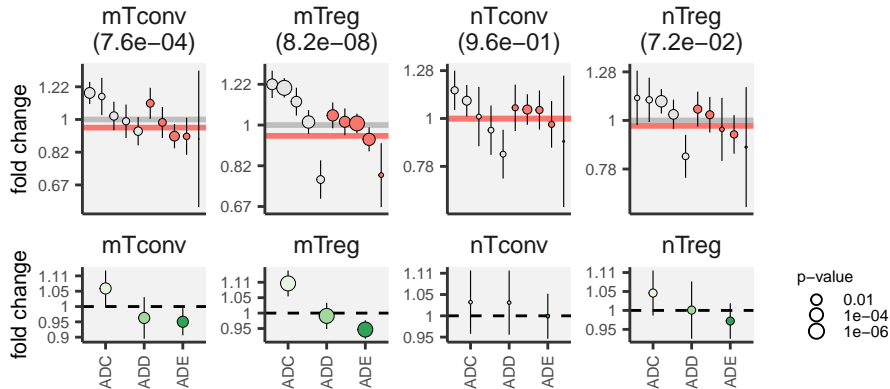 mTconv
(7.6e−04)
mTreg
(8.2e−08)
nTconv
(9.6e−01)
nTreg
(7.2e−02)
fold change
1.22
1
0.82
0.67
1.22
1
0.82
0.67
1.28
1
0.78
1.28
1
0.78
mTconv
mTreg
nTconv
nTreg
fold change
1.11
1.05
1
0.95
0.9
1.11
1.05
1
0.95
1.11
1.05
1
0.95
1.11
1.05
1
0.95
ADC
ADD
ADE
ADC
ADD
ADE
ADC
ADD
ADE
ADC
ADD
ADE
p−value
0.01
1e−04
1e−06